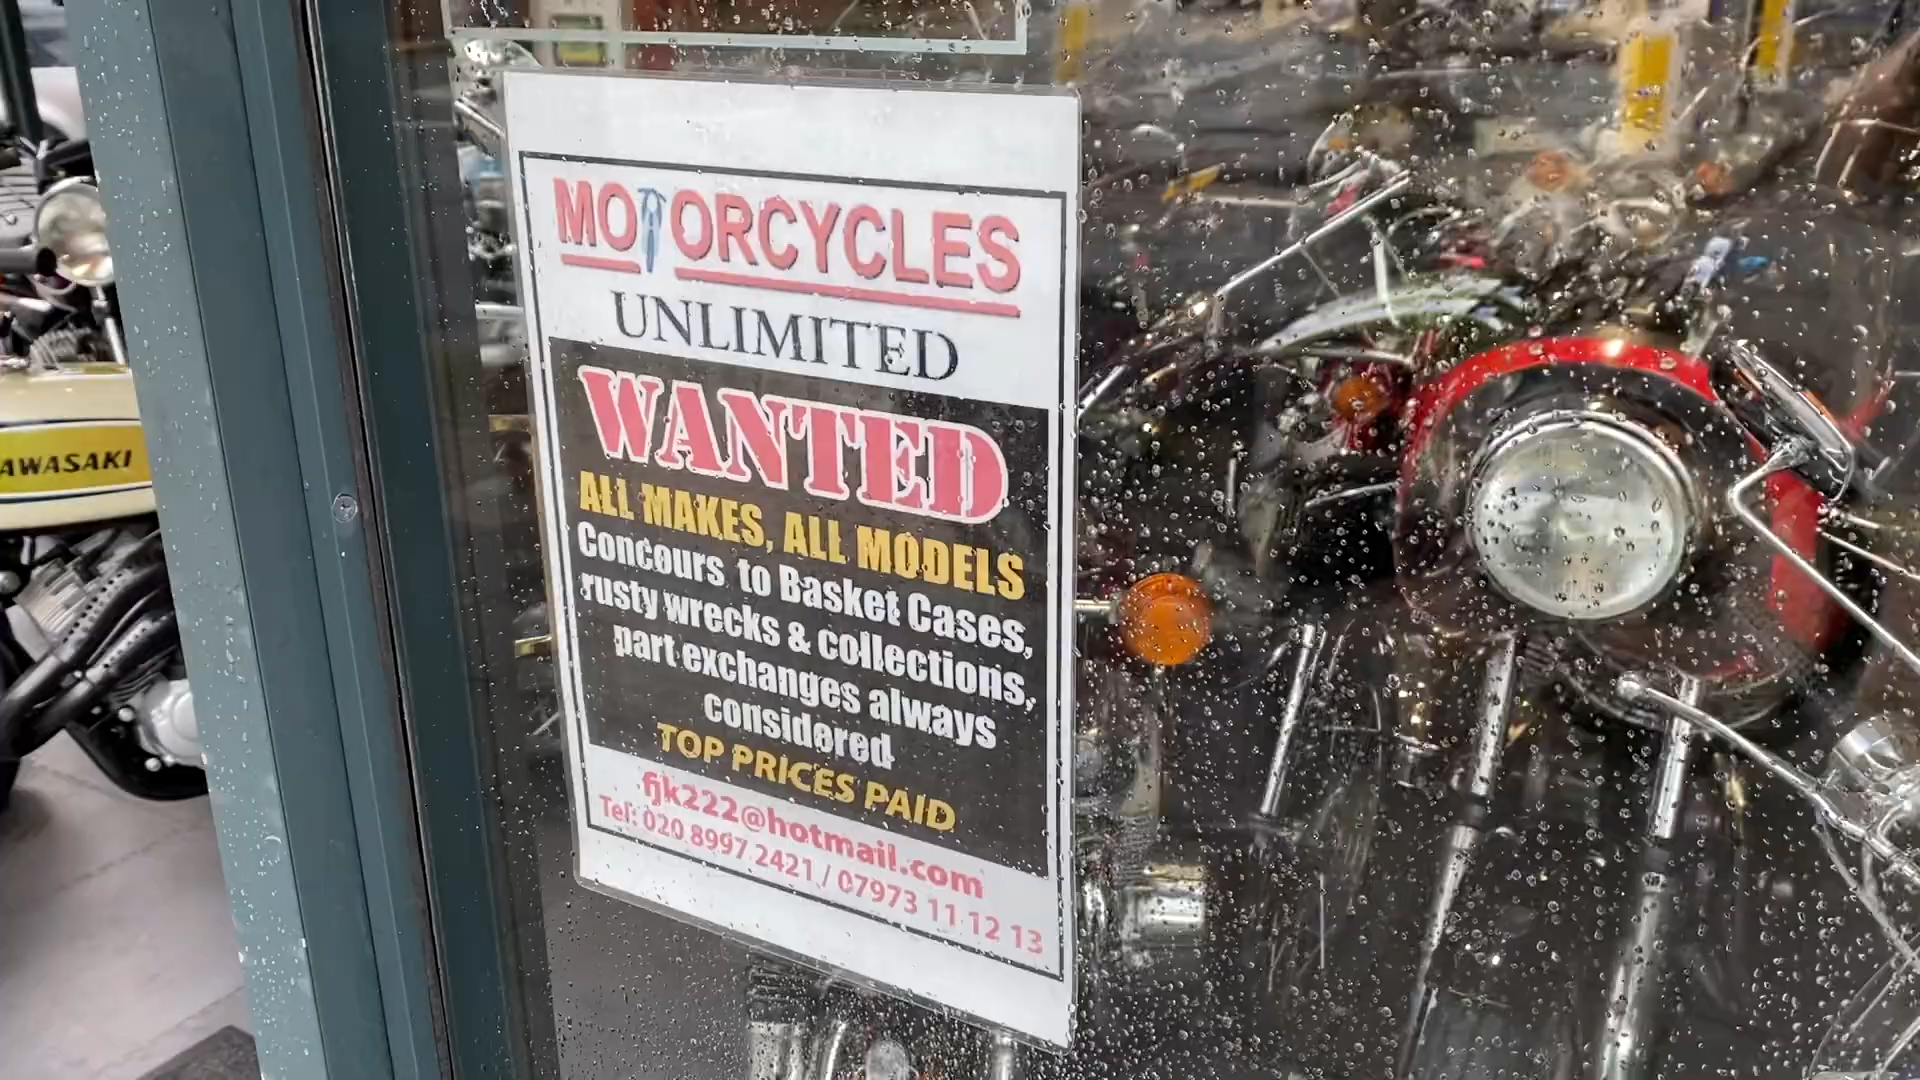 MOTORCYCLES
UNLIMITED
WANTED
ALL MAKES, ALL MODELS
Concours to Basket Cases,
rusty wrecks & collections,
part exchanges always
considered
TOP PRICES PAID
fjk222@hotmail.com
Tel: 020 8997 2421 / 07973 11 12 13
AWASAKI